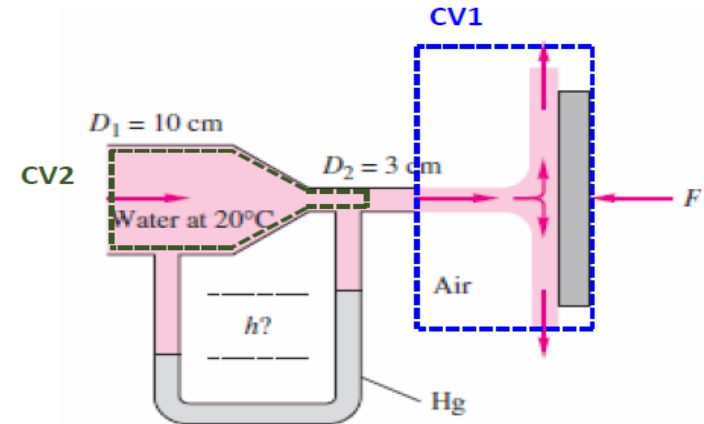 CV1
D₁ = 10 cm
CV2
D₂ = 3 cm
Water at 20°C
F
Air
h?
Hg